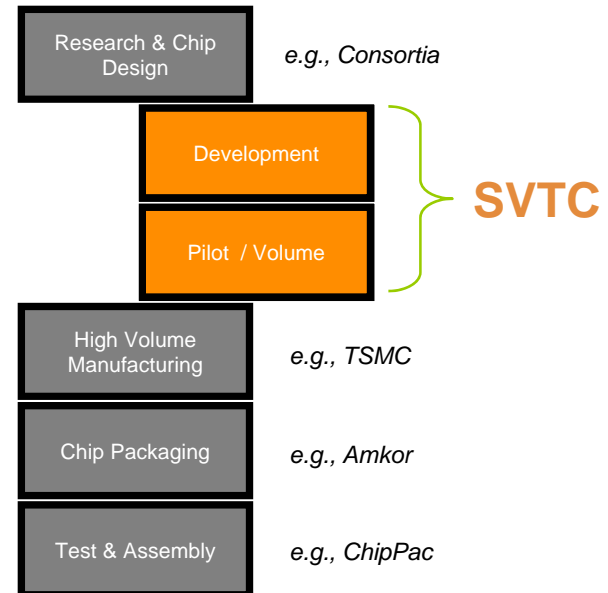 Research & Chip
Design
e.g., Consortia
Development
SVTC
Pilot / Volume
High Volume
Manufacturing
e.g., TSMC
Chip Packaging
e.g., Amkor
Test & Assembly
e.g., ChipPac